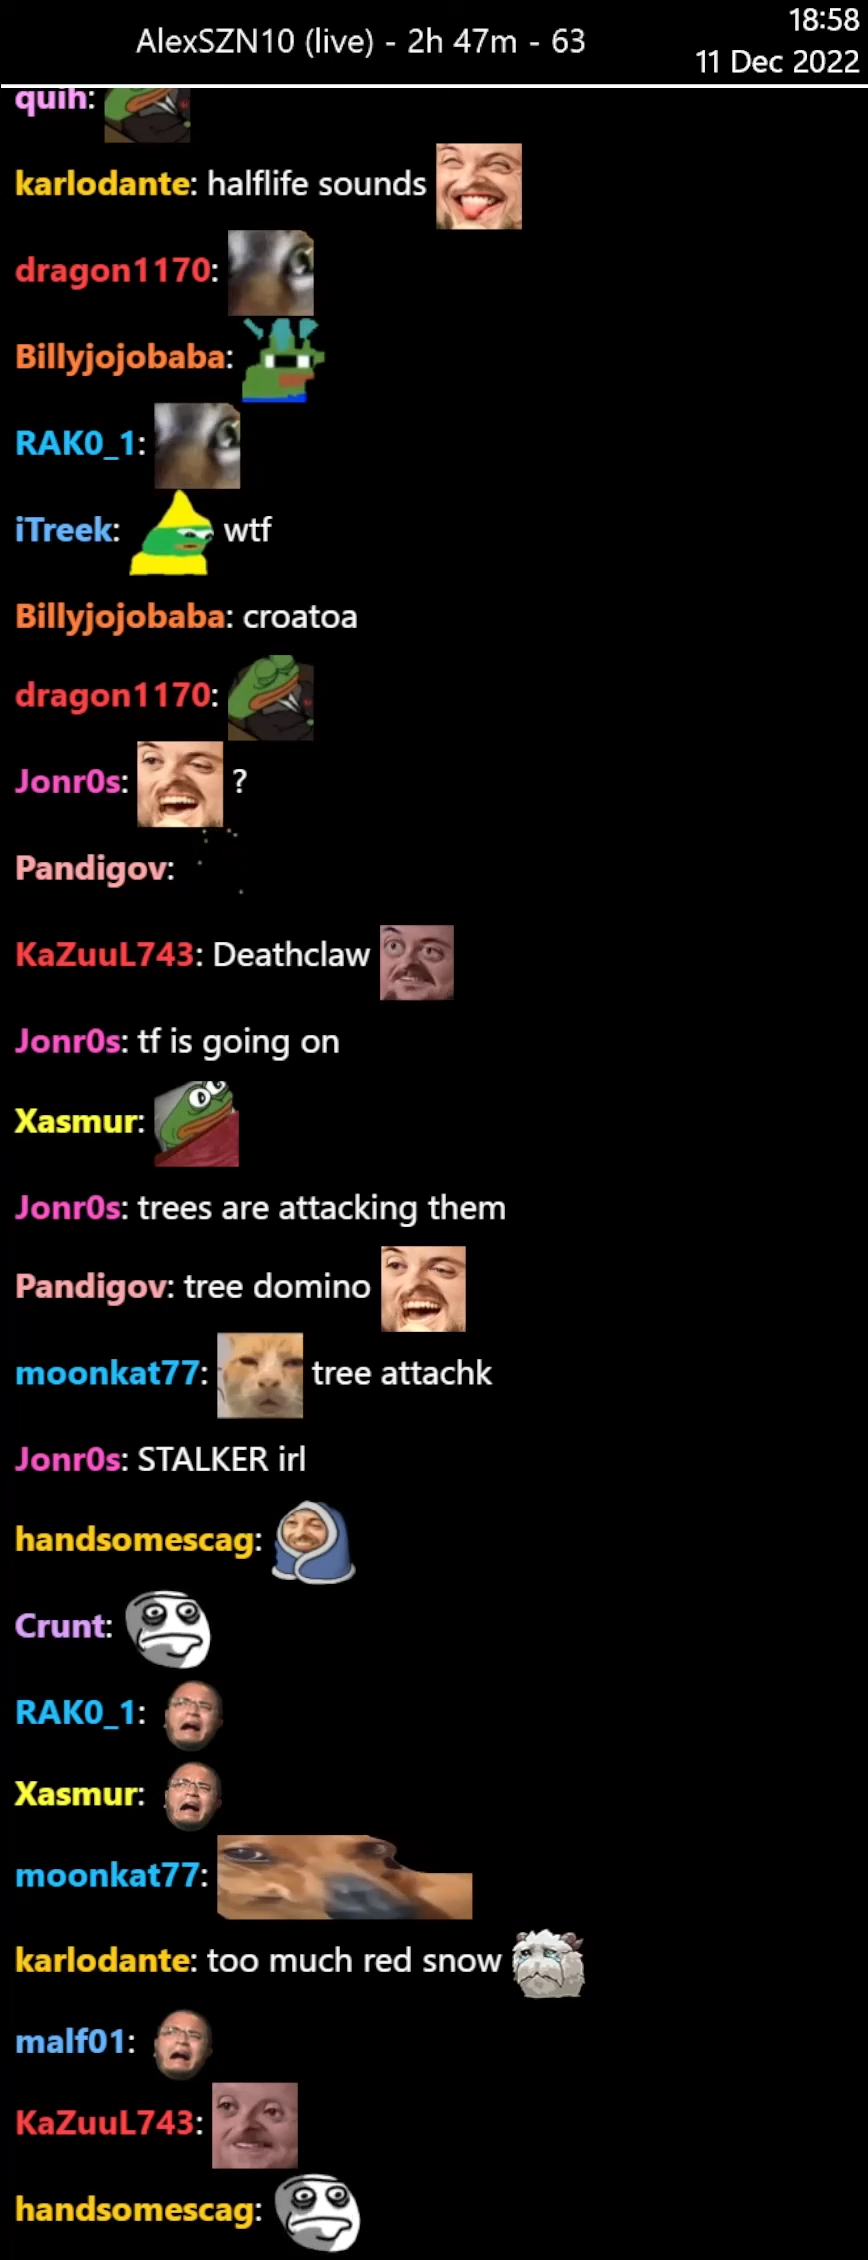 AlexSZN10 (live) - 2h 47m - 63
18:58
11 Dec 2022
quih:
karlodante: halflife sounds
dragon1170:
Billyjojobaba:
RAK0_1:
iTreek: wtf
Billyjojobaba: croatoa
dragon1170:
Jonr0s: ?
Pandigov:
KaZuuL743: Deathclaw
Jonr0s: tf is going on
Xasmur:
Jonr0s: trees are attacking them
Pandigov: tree domino
moonkat77: tree attachk
Jonr0s: STALKER irl
handsomescag:
Crunt:
RAK0_1:
Xasmur:
moonkat77:
karlodante: too much red snow
malf01:
KaZuuL743:
handsomescag: